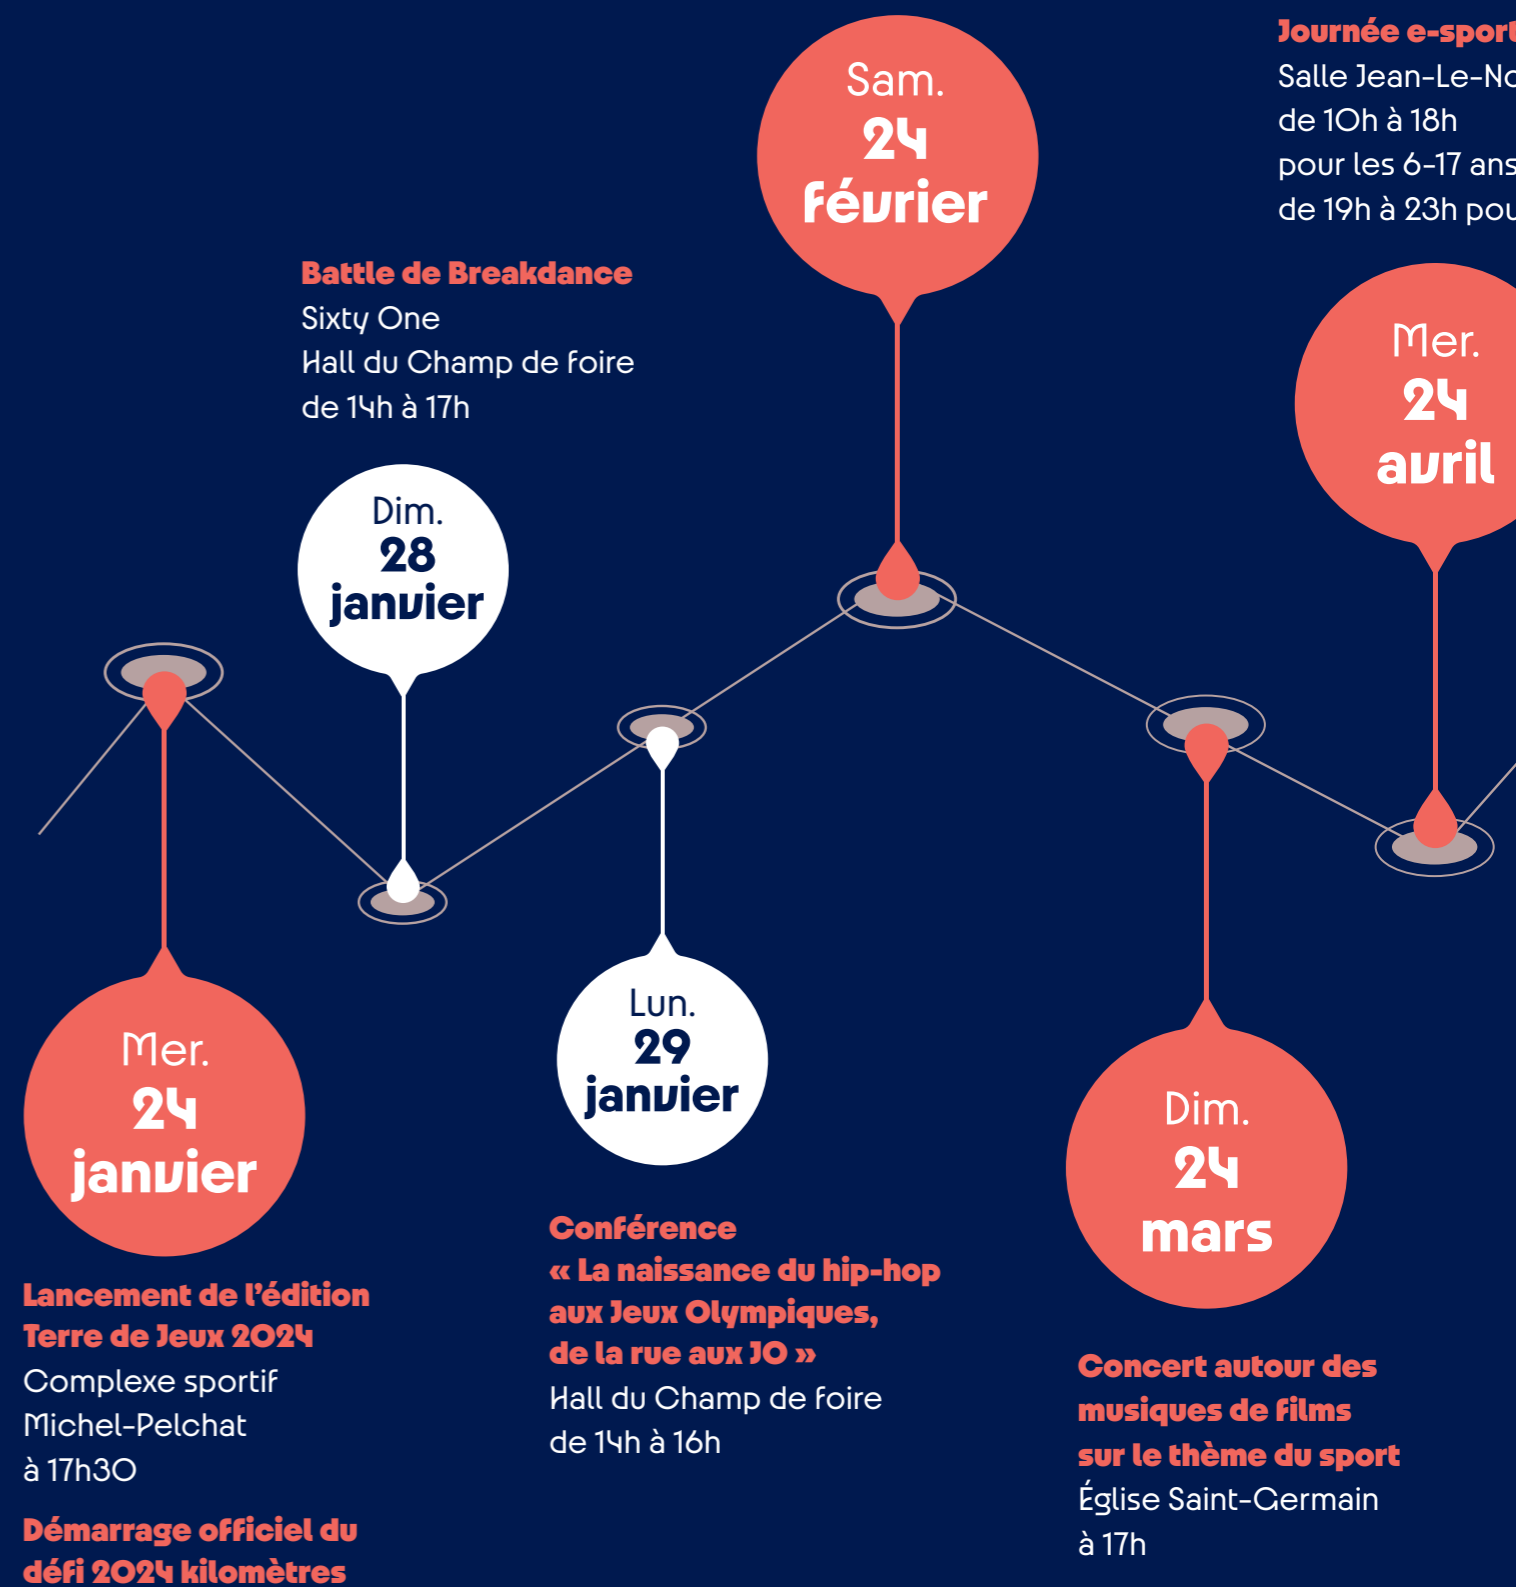 Sam.
24
février
Journée e-sport
Salle Jean-Le-No
de 10h à 18h
pour les 6-17 ans
de 19h à 23h pou
Battle de Breakdance
Sixty One
Hall du Champ de foire
de 14h à 17h
Mer.
24
avril
Dim.
28
janvier
Mer.
24
janvier
Lancement de l'édition
Terre de Jeux 2024
Complexe sportif
Michel-Pelchat
à 17h30
Démarrage officiel du
défi 2024 kilomètres
Lun.
29
janvier
Conférence
« La naissance du hip-hop
aux Jeux Olympiques,
de la rue aux JO »
Hall du Champ de foire
de 14h à 16h
Dim.
24
mars
Concert autour des
musiques de films
sur le thème du sport
Église Saint-Germain
à 17h